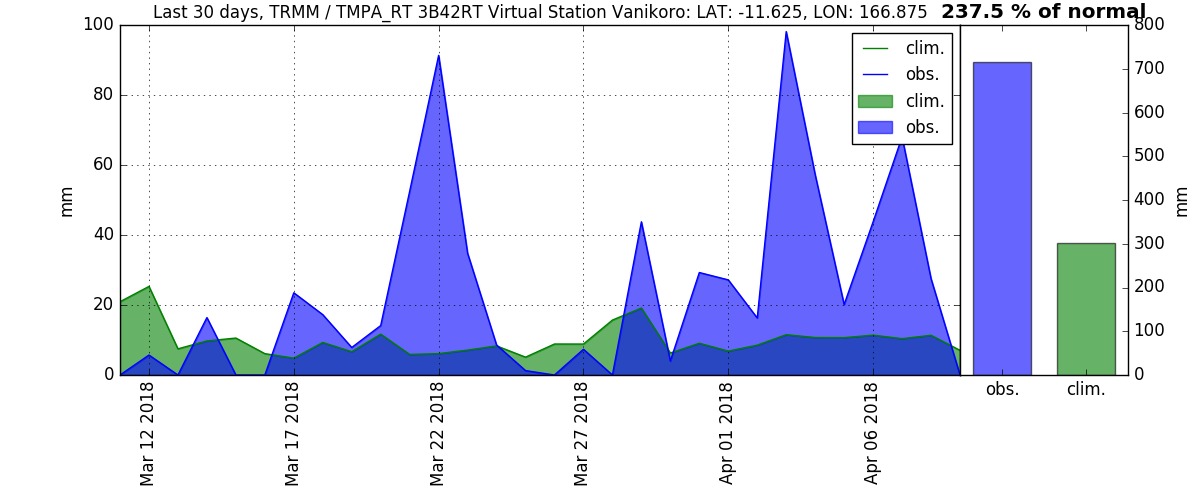 Last 30 days, TRMM / TMPA_RT 3B42RT Virtual Station Vanikoro: LAT: -11.625, LON: 166.875 237.5 % of normal
100
80
60
40
20
0
mm
clim.
obs.
clim.
obs.
800
700
600
500
400
300
200
100
0
mm
obs.
clim.
Mar 12 2018
Mar 17 2018
Mar 22 2018
Mar 27 2018
Apr 01 2018
Apr 06 2018